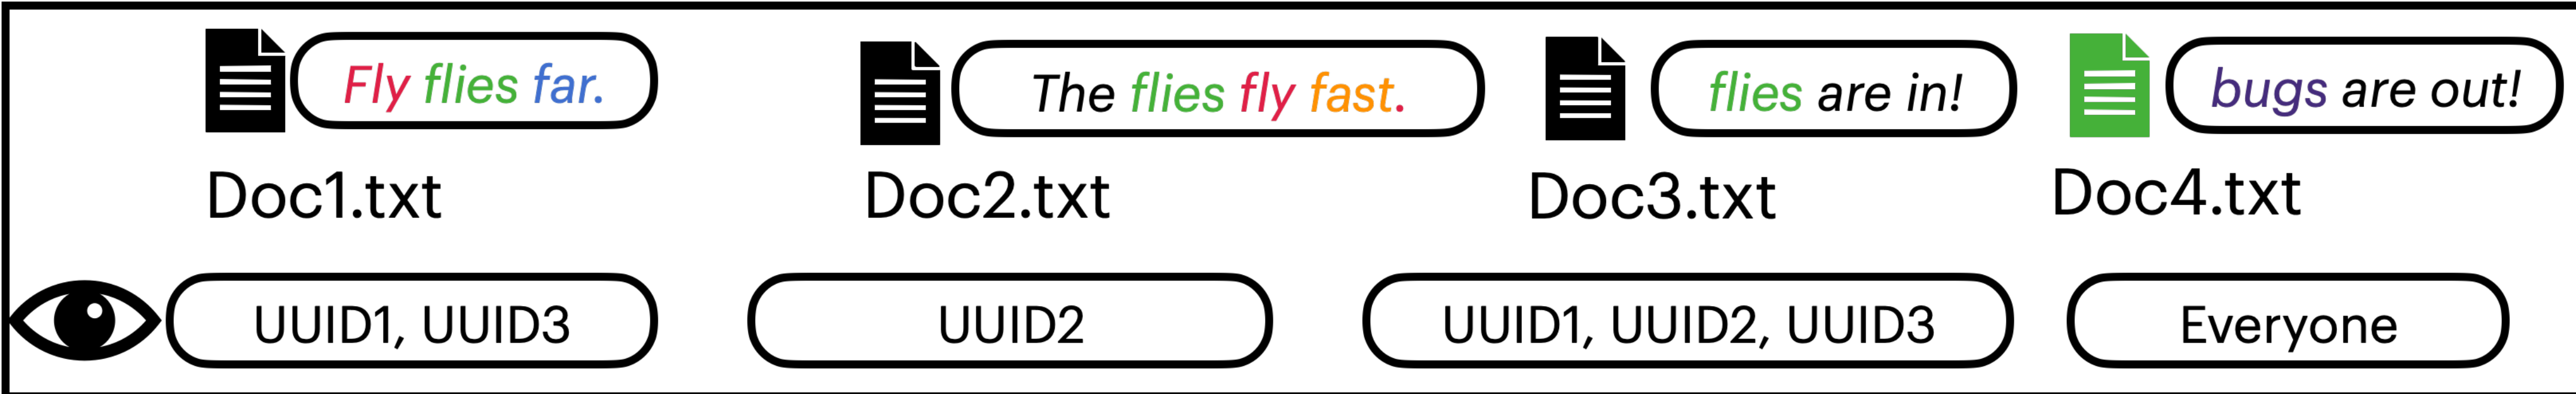 Fly flies far.
The flies fly fast.
flies are in!
bugs are out!
Doc1.txt
Doc2.txt
Doc3.txt
Doc4.txt
UUID1, UUID3
UUID2
UUID1, UUID2, UUID3
Everyone